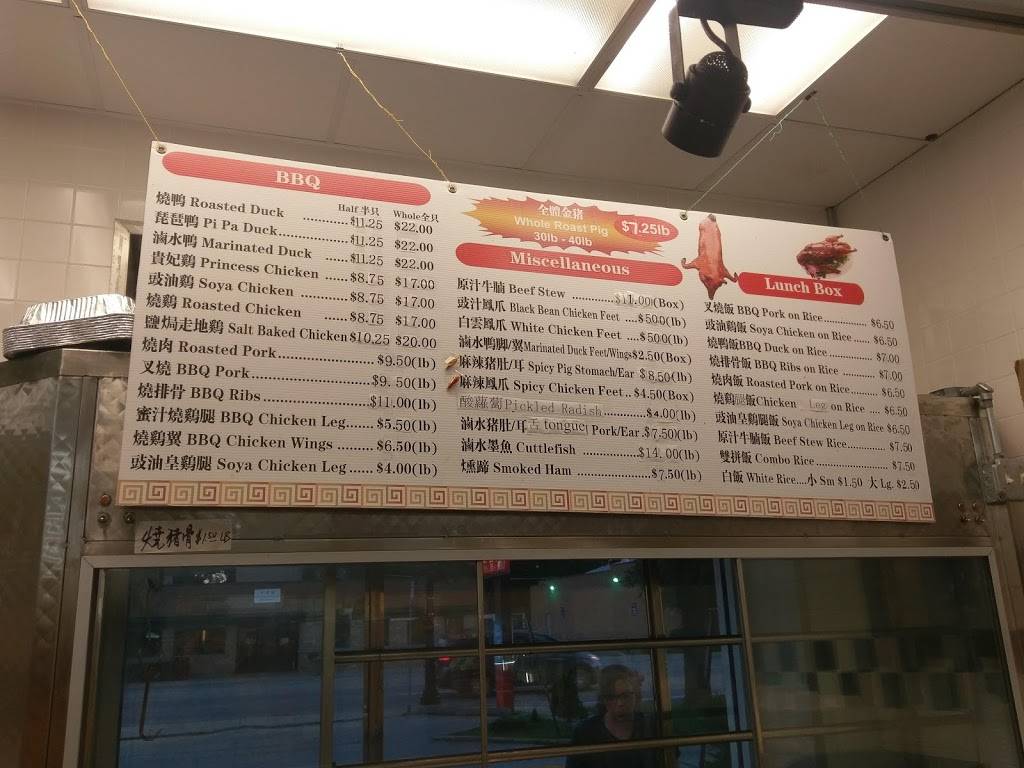 BBQ
Half 半只 Whole 全只
燒鴨 Roasted Duck ........... $11.25 $22.00
琵琶鴨 Pi Pa Duck.............. $11.25 $22.00
滷水鴨 Marinated Duck ...... $11.25 $22.00
貴妃鷄 Princess Chicken ...... $8.75 $17.00
豉油鷄 Soya Chicken ............ $8.75 $17.00
燒鷄 Roasted Chicken ........ $8.75 $17.00
鹽焗走地鷄 Salt Baked Chicken $10.25 $20.00
燒肉 Roasted Pork.................... $9.50(lb)
叉燒 BBQ Pork......................... $9.50(lb)
燒排骨 BBQ Ribs...................... $11.00(lb)
蜜汁燒鷄腿 BBQ Chicken Leg...... $5.50(lb)
燒鷄翼 BBQ Chicken Wings ........ $6.50(lb)
豉油皇鷄腿 Soya Chicken Leg...... $4.00(lb)
全體金猪
Whole Roast Pig
30lb - 40lb
$7.25lb
Miscellaneous
原汁牛腩 Beef Stew ........... $11.00(Box)
豉汁鳳爪 Black Bean Chicken Feet .... $5.00(lb)
白雲鳳爪 White Chicken Feet .... $5.00(lb)
滷水鴨脚/翼 Marinated Duck Feet/Wings $2.50(Box)
麻辣猪肚/耳 Spicy Pig Stomach/Ear $8.50(lb)
麻辣鳳爪 Spicy Chicken Feet.. $4.50(Box)
酸蘿蔔 Pickled Radish .......... $4.00(lb)
滷水猪肚/耳舌 tongue Pork/Ear . $7.50(lb)
滷水墨魚 Cuttlefish ............... $14.00(lb)
燻蹄 Smoked Ham ................... $7.50(lb)
Lunch Box
叉燒飯 BBQ Pork on Rice............. $6.50
豉油鷄飯 Soya Chicken on Rice ...... $6.50
燒鴨飯 BBQ Duck on Rice........... $7.00
燒排骨飯 BBQ Ribs on Rice .......... $7.00
燒肉飯 Roasted Pork on Rice......... $6.50
燒鷄腿飯 Chicken Leg on Rice .... $6.50
豉油皇鷄腿飯 Soya Chicken Leg on Rice $6.50
原汁牛腩飯 Beef Stew Rice............ $7.50
雙拼飯 Combo Rice..................... $7.50
白飯 White Rice.... 小 Sm $1.50 大 Lg. $2.50
燒猪骨 $1.50 LB